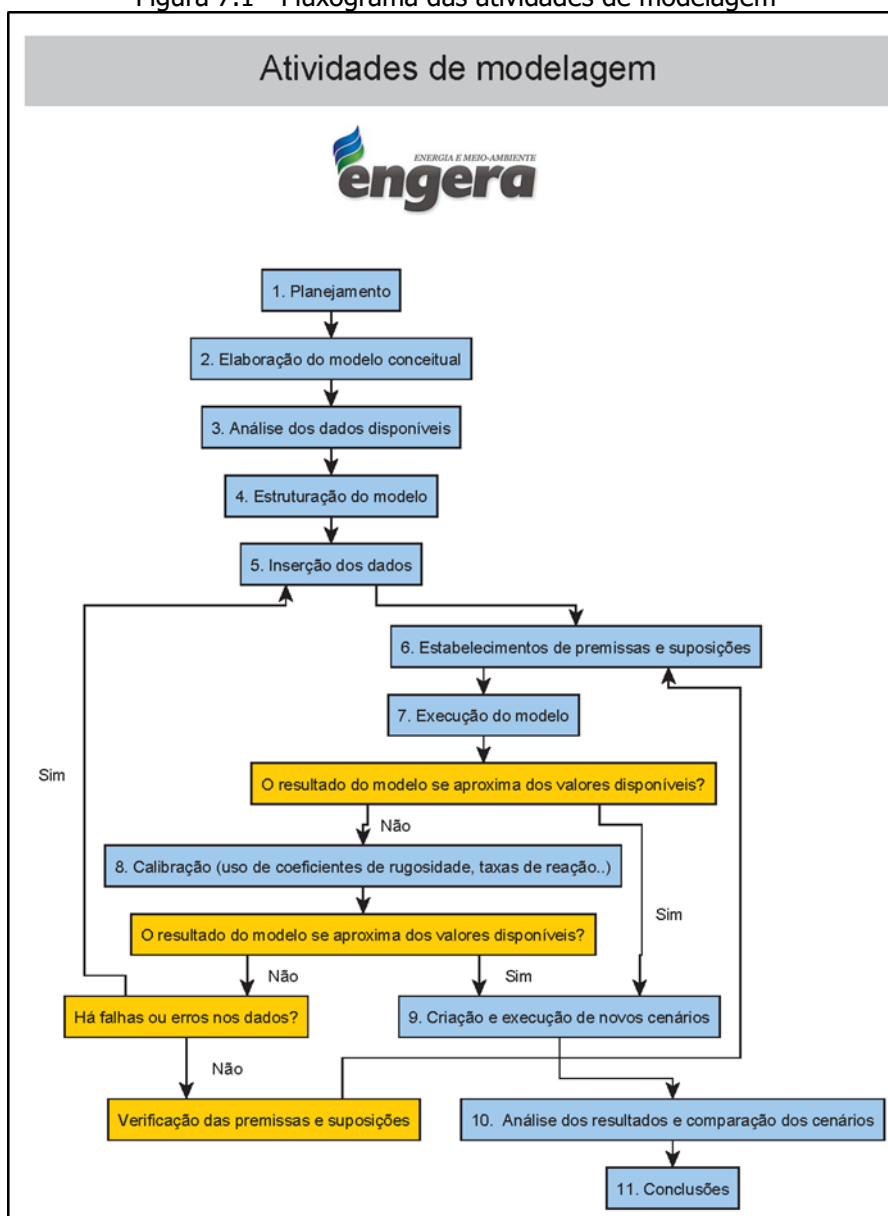 Figura 7.1 - Fluxograma das atividades de modelagem
Atividades de modelagem
ENERGIA E MEIO-AMBIENTE
engera
1. Planejamento
2. Elaboração do modelo conceitual
3. Análise dos dados disponíveis
4. Estruturação do modelo
5. Inserção dos dados
6. Estabelecimentos de premissas e suposições
7. Execução do modelo
Sim
O resultado do modelo se aproxima dos valores disponíveis?
Não
8. Calibração (uso de coeficientes de rugosidade, taxas de reação..)
Sim
O resultado do modelo se aproxima dos valores disponíveis?
Não
Sim
Há falhas ou erros nos dados?
9. Criação e execução de novos cenários
Não
Verificação das premissas e suposições
10. Análise dos resultados e comparação dos cenários
11. Conclusões